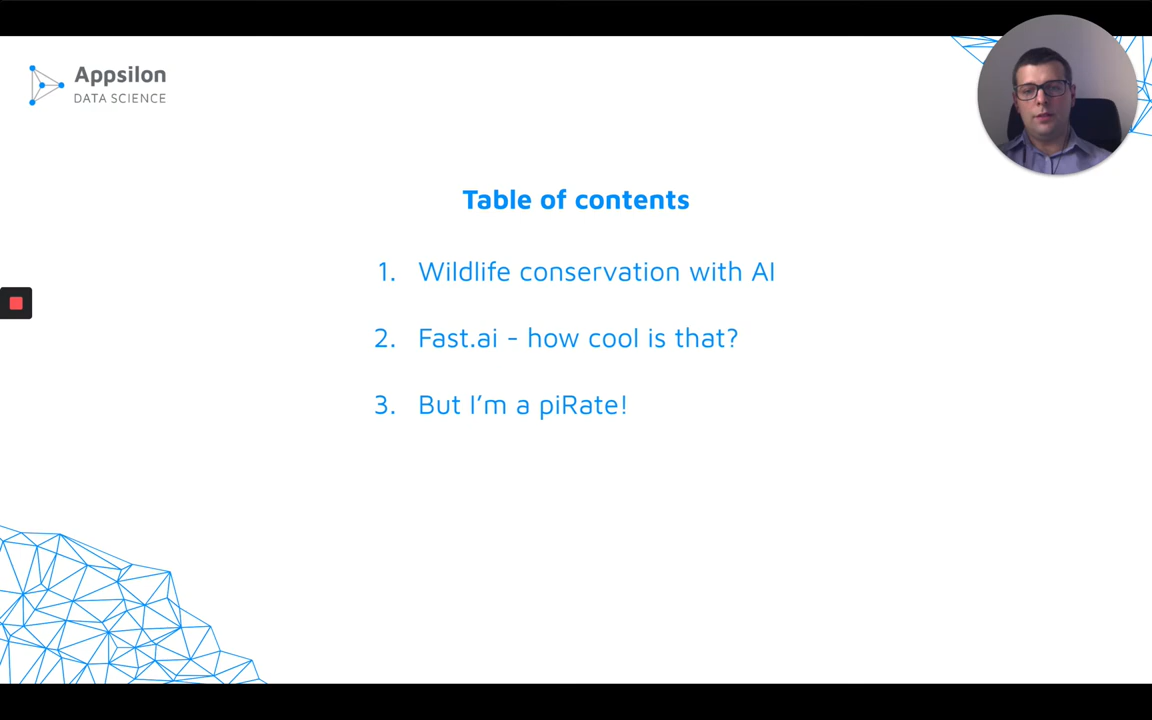 Appsilon
DATA SCIENCE
Table of contents
1. Wildlife conservation with AI
2. Fast.ai - how cool is that?
3. But I’m a piRate!